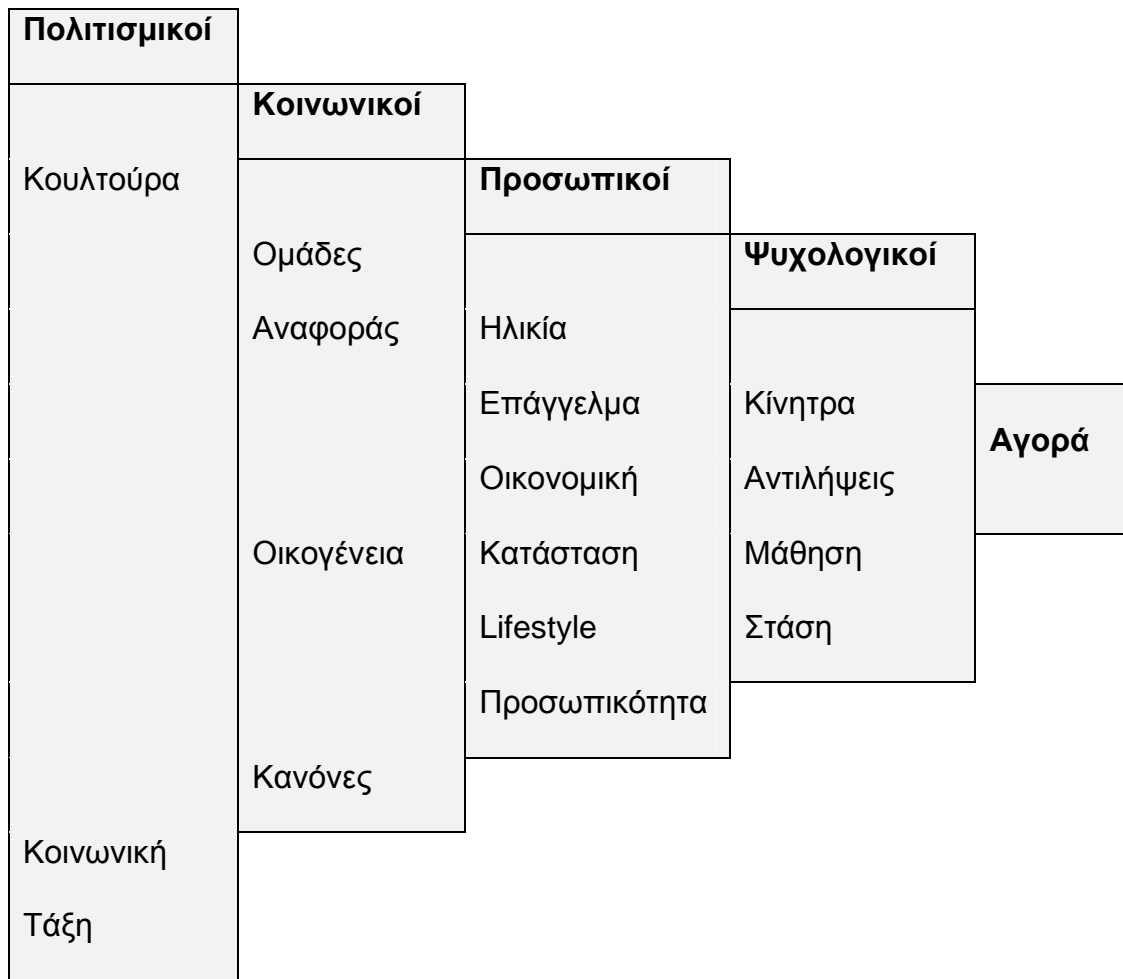 Πολιτισμικοί
Κουλτούρα
Κοινωνική
Τάξη
Κοινωνικοί
Ομάδες
Αναφοράς
Οικογένεια
Κανόνες
Προσωπικοί
Ηλικία
Επάγγελμα
Οικονομική
Κατάσταση
Lifestyle
Προσωπικότητα
Ψυχολογικοί
Κίνητρα
Αντιλήψεις
Μάθηση
Στάση
Αγορά